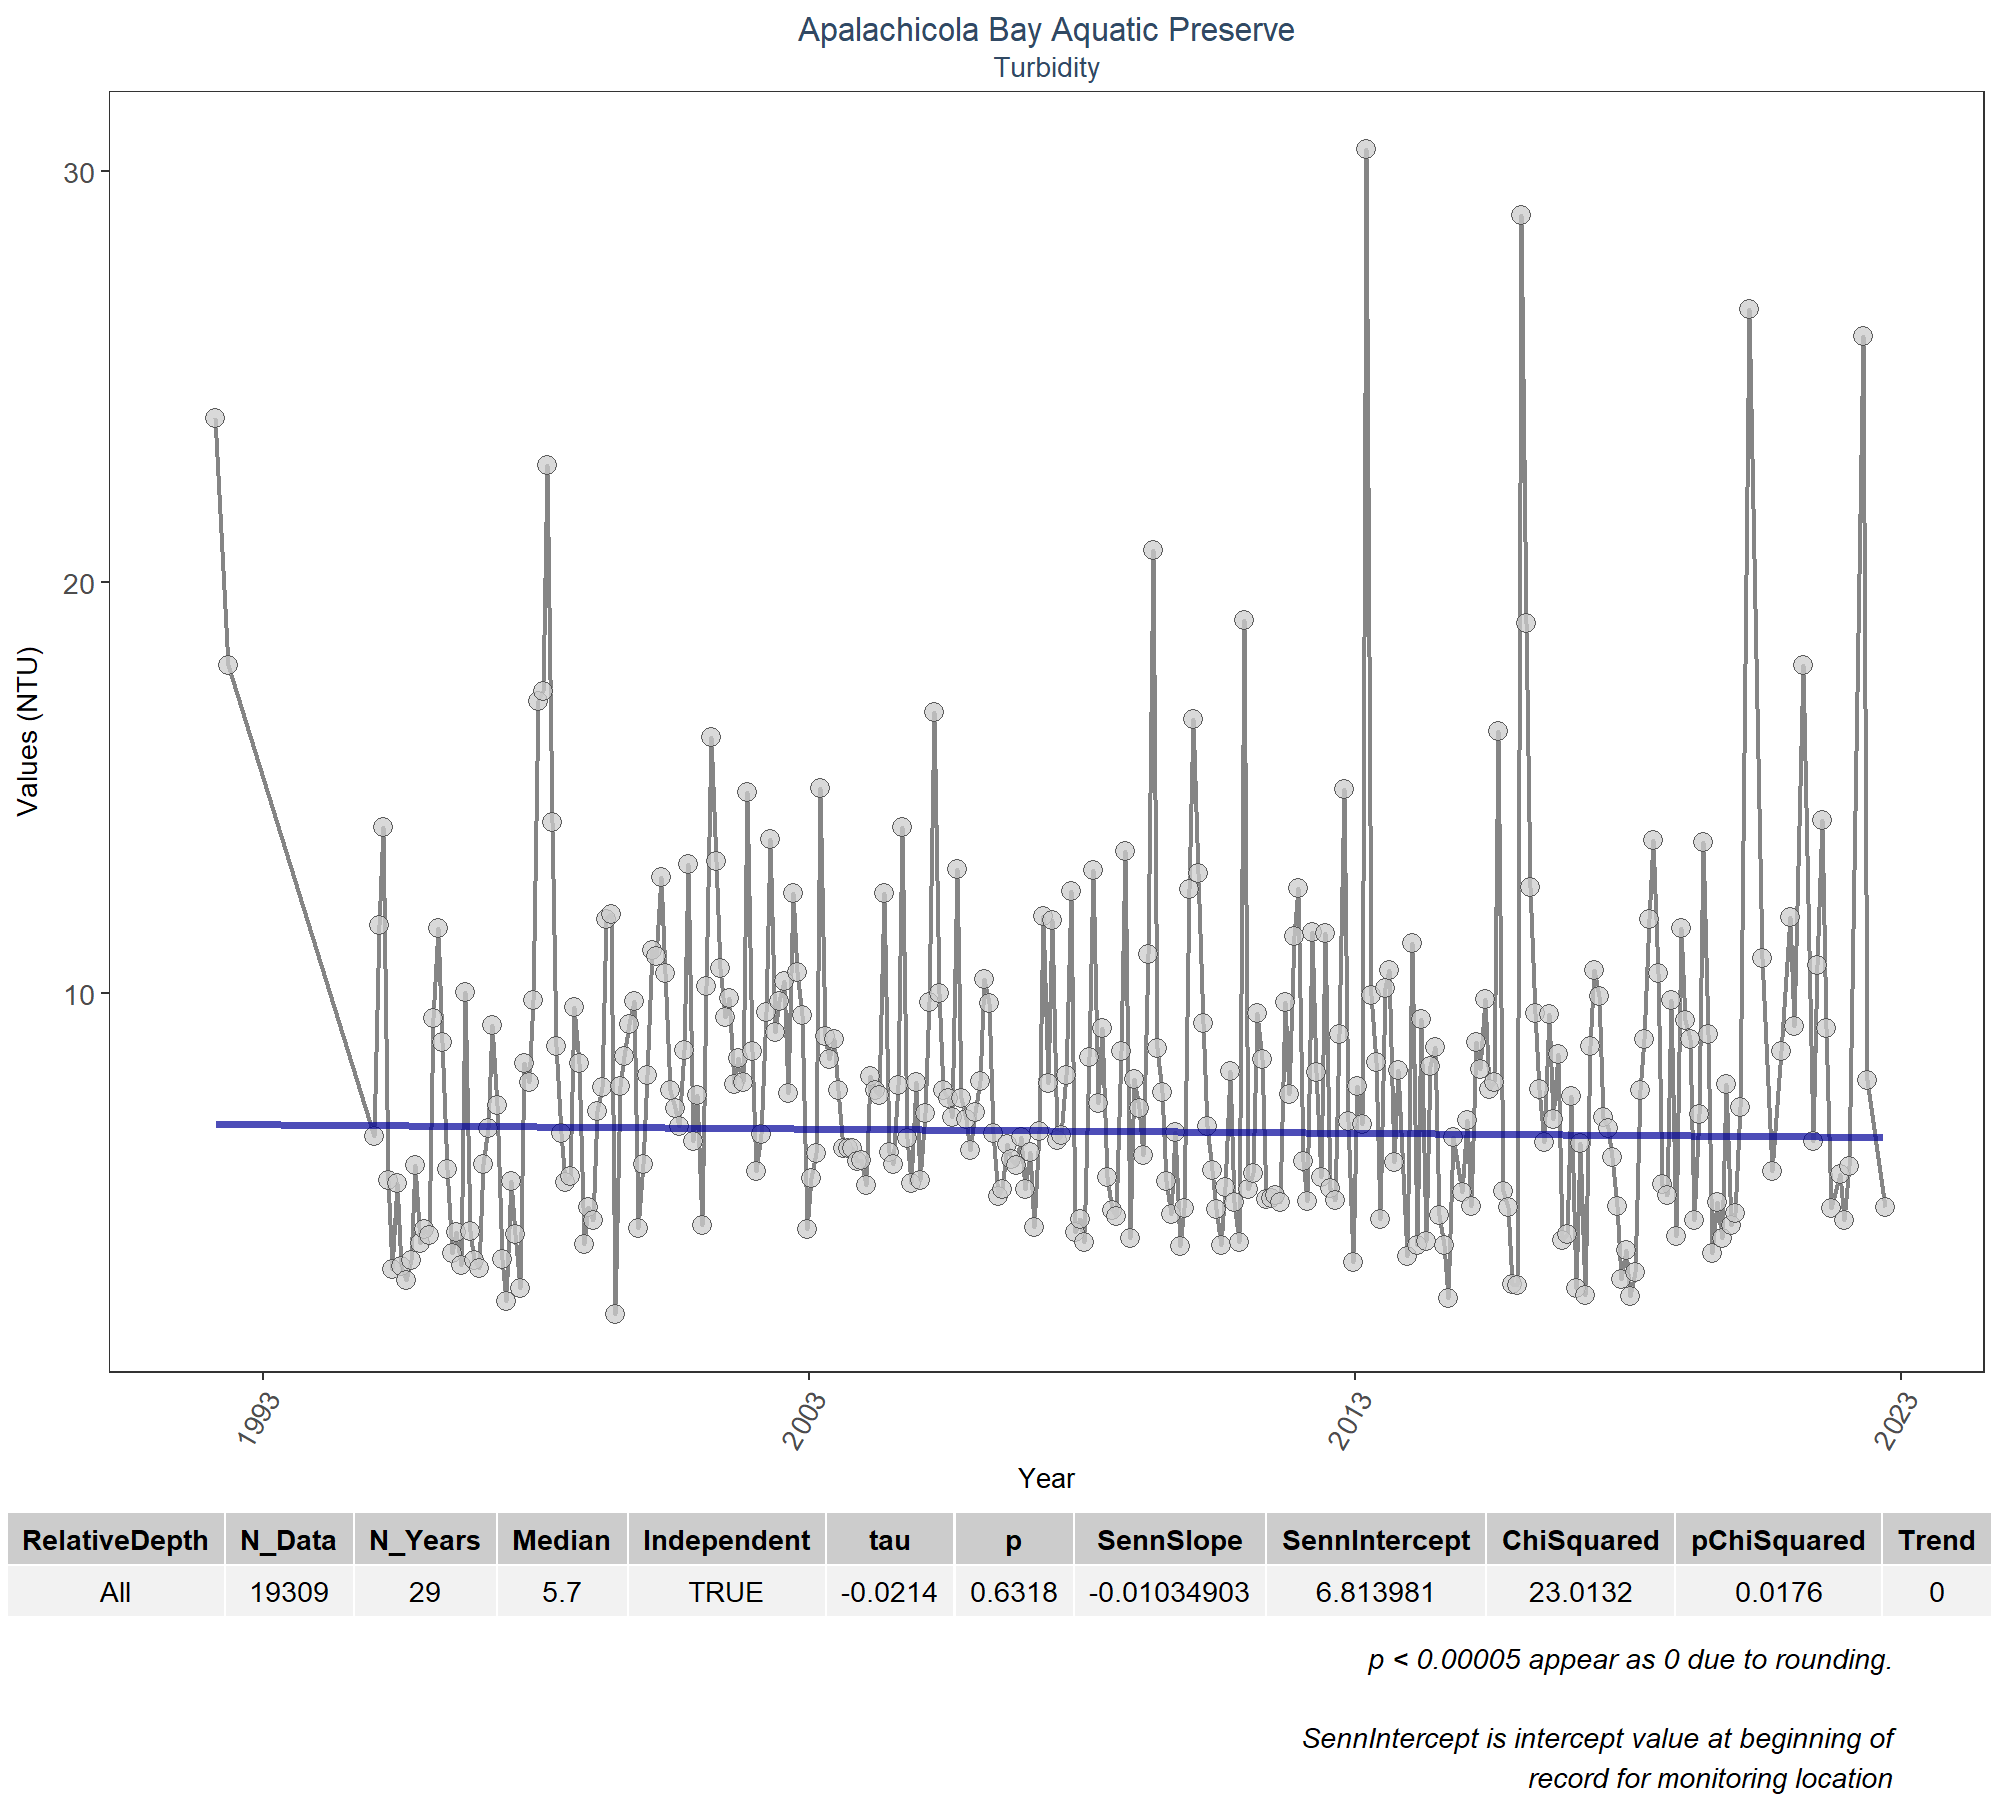 Apalachicola Bay Aquatic Preserve
Turbidity
30
20
10
Values (NTU)
1993
2003
2013
2023
Year
RelativeDepth N_Data N_Years Median Independent tau p SennSlope SennIntercept ChiSquared pChiSquared Trend
All 19309 29 5.7 TRUE -0.0214 0.6318 -0.01034903 6.813981 23.0132 0.0176 0
p < 0.00005 appear as 0 due to rounding.
SennIntercept is intercept value at beginning of
record for monitoring location